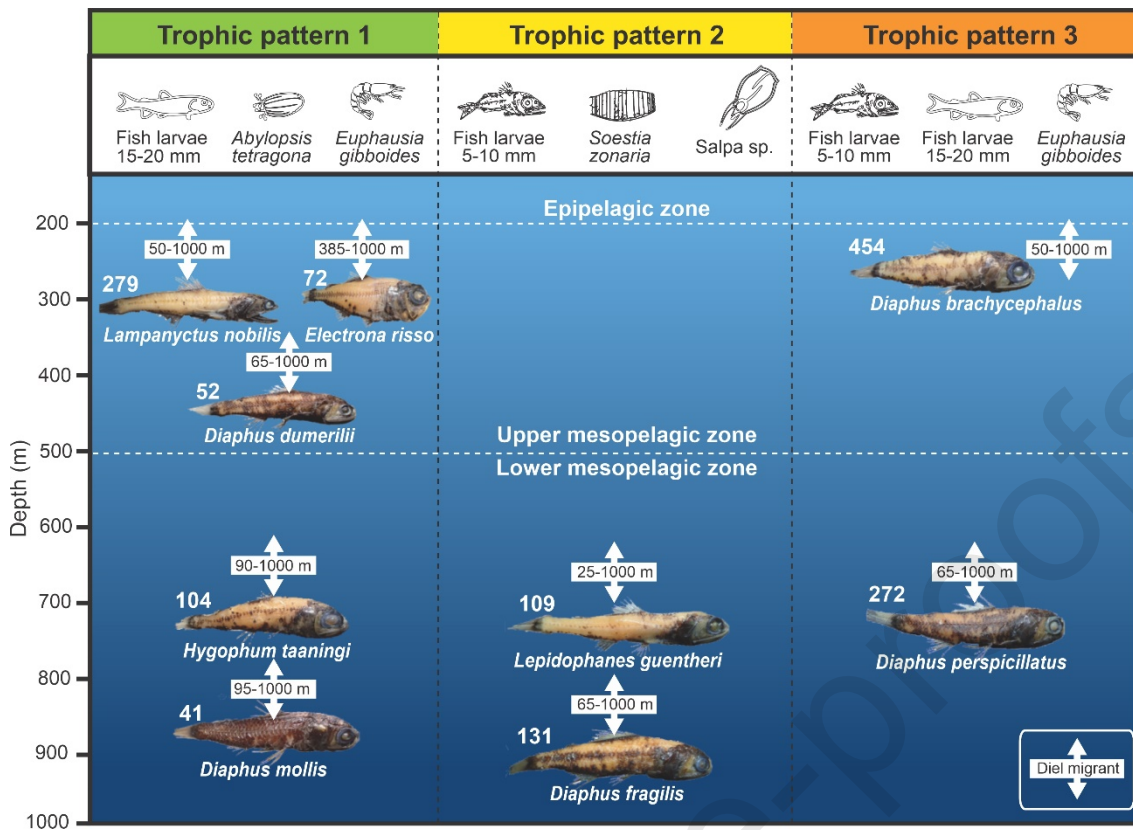 Trophic pattern 1
Trophic pattern 2
Trophic pattern 3
Fish larvae
15-20 mm
Abylopsis
tetragona
Euphausia
gibboides
Fish larvae
5-10 mm
Soestia
zonaria
Salpa sp.
Fish larvae
5-10 mm
Fish larvae
15-20 mm
Euphausia
gibboides
Depth (m)
200
300
400
500
600
700
800
900
1000
Epipelagic zone
50-1000 m
279
Lampanyctus nobilis
385-1000 m
72
Electrona risso
65-1000 m
52
Diaphus dumerilii
454
50-1000 m
Diaphus brachycephalus
Upper mesopelagic zone
Lower mesopelagic zone
90-1000 m
104
Hygophum taaningi
95-1000 m
41
Diaphus mollis
25-1000 m
109
Lepidophanes guentheri
65-1000 m
131
Diaphus fragilis
65-1000 m
272
Diaphus perspicillatus
Diel migrant
e-proofs